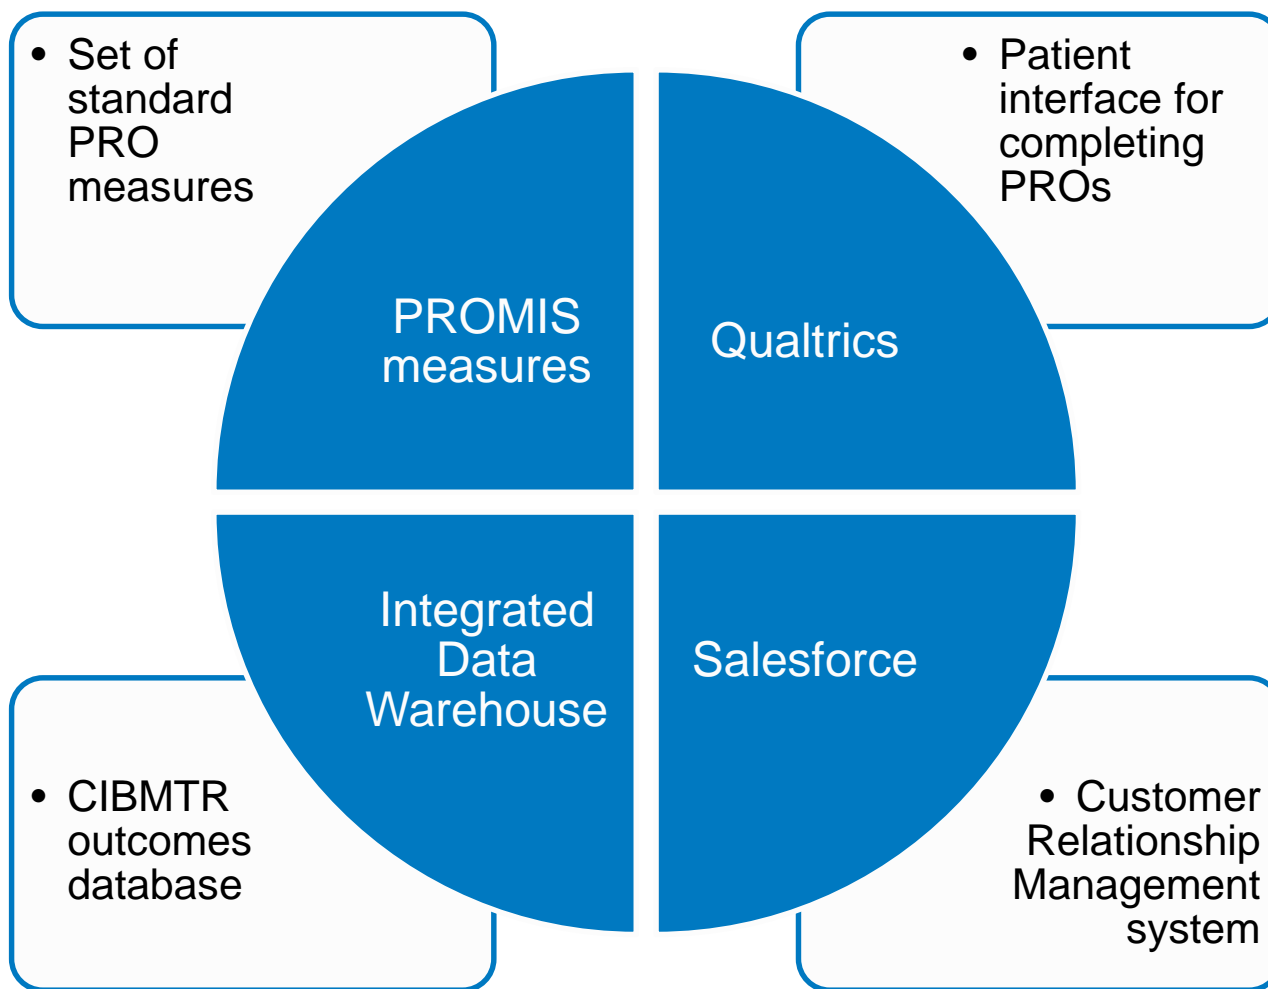 • Set of
standard
PRO
measures
• Patient
interface for
completing
PROs
PROMIS
measures
Qualtrics
Integrated
Data
Warehouse
Salesforce
• CIBMTR
outcomes
database
• Customer
Relationship
Management
system